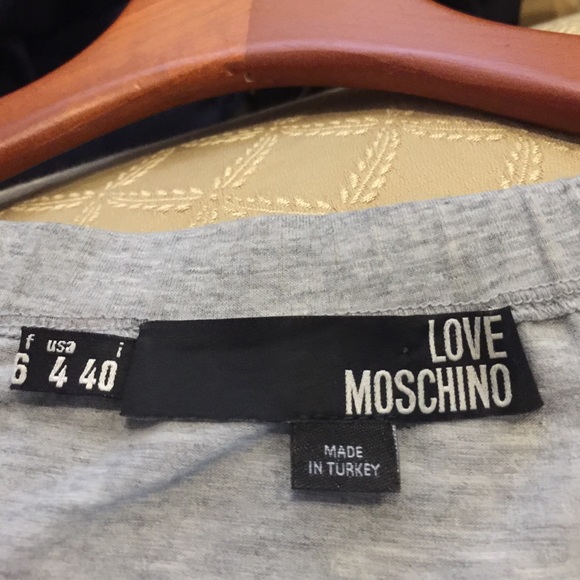 f usa i
6 4 40
LOVE
MOSCHINO
MADE
IN TURKEY